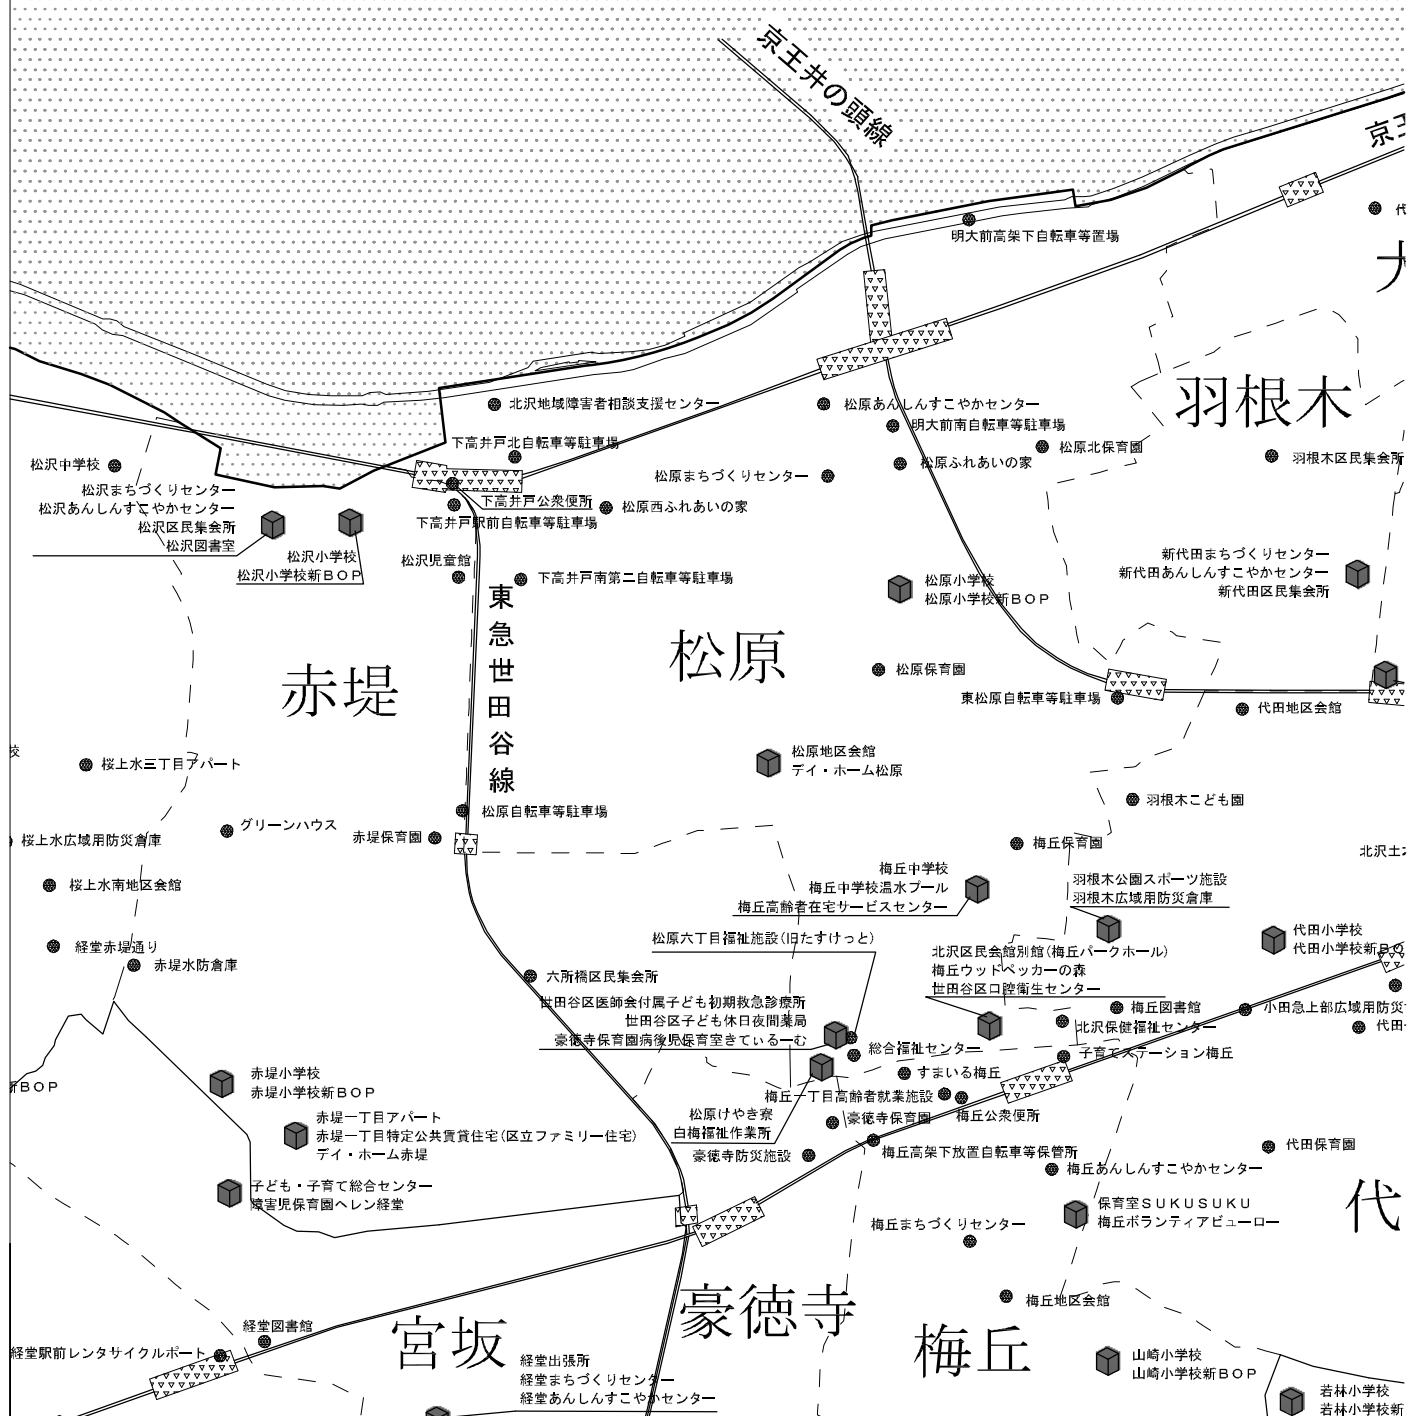 京王井の頭線
京王
代
明大前高架下自転車等置場
大
羽根木
北沢地域障害者相談支援センター
松原あんしんすこやかセンター
明大前南自転車等駐車場
下高井戸北自転車等駐車場
松原北保育園
羽根木区民集会所
松原ふれあいの家
松沢中学校
松原まちづくりセンター
松沢まちづくりセンター
松沢あんしんすこやかセンター
松沢区民集会所
松沢図書室
下高井戸公衆便所
松原西ふれあいの家
下高井戸駅前自転車等駐車場
松沢小学校
松沢小学校新ＢＯＰ
松沢児童館
下高井戸南第二自転車等駐車場
新代田まちづくりセンター
新代田あんしんすこやかセンター
新代田区民集会所
松原小学校
松原小学校新ＢＯＰ
東急世田谷線
松原
赤堤
松原保育園
東松原自転車等駐車場
代田地区会館
校
桜上水三丁目アパート
松原地区会館
デイ・ホーム松原
羽根木こども園
松原自転車等駐車場
グリーンハウス
赤堤保育園
桜上水広域用防災倉庫
梅丘保育園
北沢土木
桜上水南地区会館
梅丘中学校
梅丘中学校温水プール
梅丘高齢者在宅サービスセンター
羽根木公園スポーツ施設
羽根木広域用防災倉庫
代田小学校
代田小学校新ＢＯＰ
経堂赤堤通り
赤堤水防倉庫
松原六丁目福祉施設(旧たすけっと)
北沢区民会館別館(梅丘パークホール)
梅丘ウッドペッカーの森
世田谷区口腔衛生センター
六所橋区民集会所
世田谷区医師会付属子ども初期救急診療所
世田谷区子ども休日夜間薬局
豪徳寺保育園病後児保育室きているーむ
梅丘図書館
小田急上部広域用防災
北沢保健福祉センター
代田
総合福祉センター
子育てステーション梅丘
すまいる梅丘
新ＢＯＰ
赤堤小学校
赤堤小学校新ＢＯＰ
梅丘一丁目高齢者就業施設
梅丘公衆便所
松原けやき寮
白梅福祉作業所
豪徳寺保育園
赤堤一丁目アパート
赤堤一丁目特定公共賃貸住宅(区立ファミリー住宅)
デイ・ホーム赤堤
豪徳寺防災施設
梅丘高架下放置自転車等保管所
代田保育園
梅丘あんしんすこやかセンター
子ども・子育て総合センター
障害児保育園ヘレン経堂
保育室ＳＵＫＵＳＵＫＵ
梅丘ボランティアビューロー
代
梅丘まちづくりセンター
豪徳寺
梅丘地区会館
経堂図書館
宮坂
梅丘
経堂駅前レンタサイクルポート
経堂出張所
経堂まちづくりセンター
経堂あんしんすこやかセンター
山崎小学校
山崎小学校新ＢＯＰ
若林小学校
若林小学校新